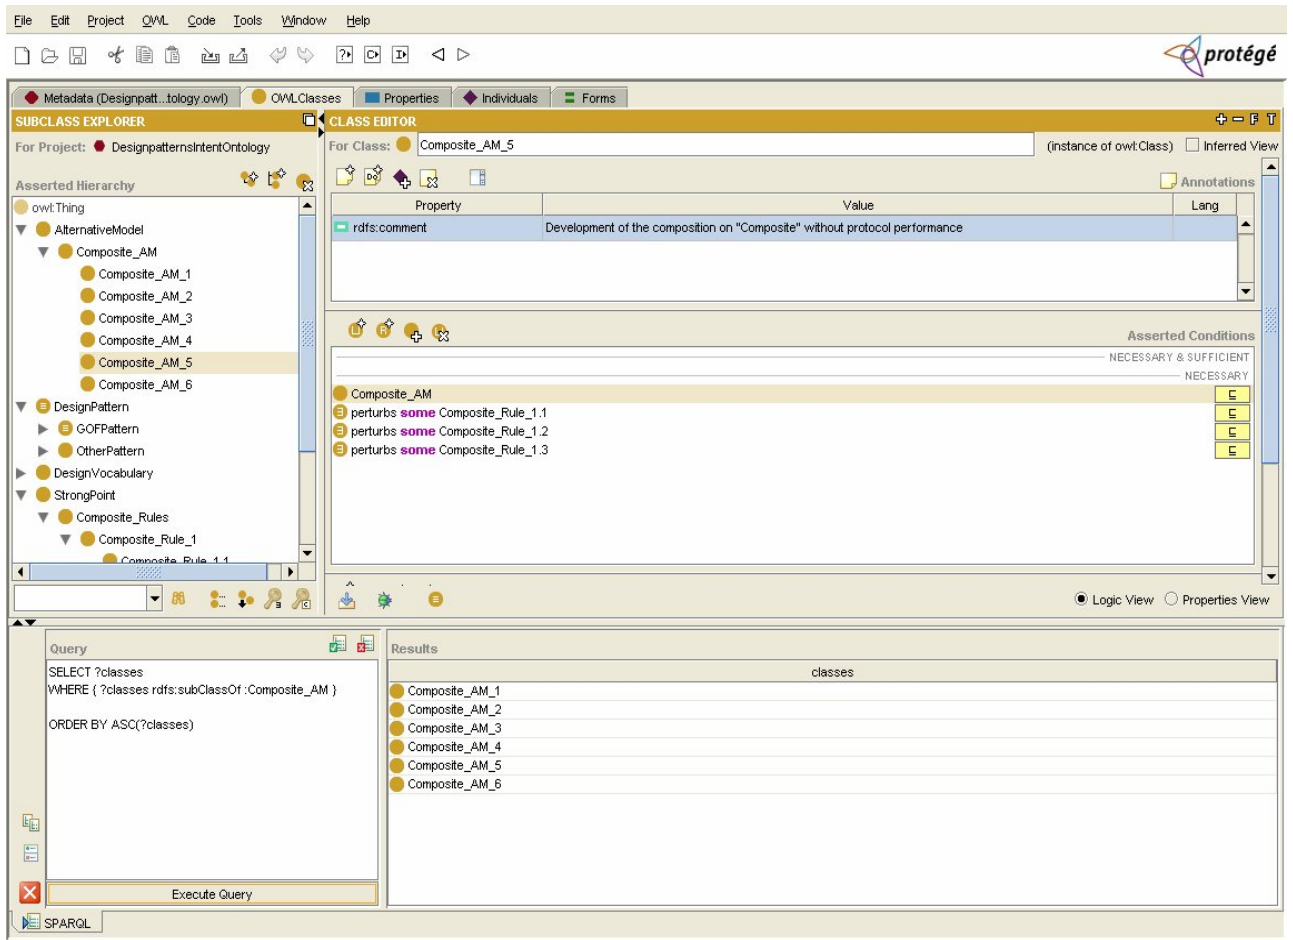 File Edit Project OWL Code Tools Window Help
protégé
Metadata (Designpatt...tology.owl) OWLClasses Properties Individuals Forms
SUBCLASS EXPLORER
For Project: DesignpatternsIntentOntology
Asserted Hierarchy
owl:Thing
AlternativeModel
Composite_AM
Composite_AM_1
Composite_AM_2
Composite_AM_3
Composite_AM_4
Composite_AM_5
Composite_AM_6
DesignPattern
GOFPattern
OtherPattern
DesignVocabulary
StrongPoint
Composite_Rules
Composite_Rule_1
Composite_Rule_1.1
CLASS EDITOR
For Class: Composite_AM_5 (instance of owl:Class) Inferred View
Annotations
Property Value Lang
rdfs:comment Development of the composition on "Composite" without protocol performance
Asserted Conditions
NECESSARY & SUFFICIENT
NECESSARY
Composite_AM
perturbs some Composite_Rule_1.1
perturbs some Composite_Rule_1.2
perturbs some Composite_Rule_1.3
Logic View Properties View
Query
SELECT ?classes
WHERE { ?classes rdfs:subClassOf :Composite_AM }
ORDER BY ASC(?classes)
Execute Query
Results
classes
Composite_AM_1
Composite_AM_2
Composite_AM_3
Composite_AM_4
Composite_AM_5
Composite_AM_6
SPARQL